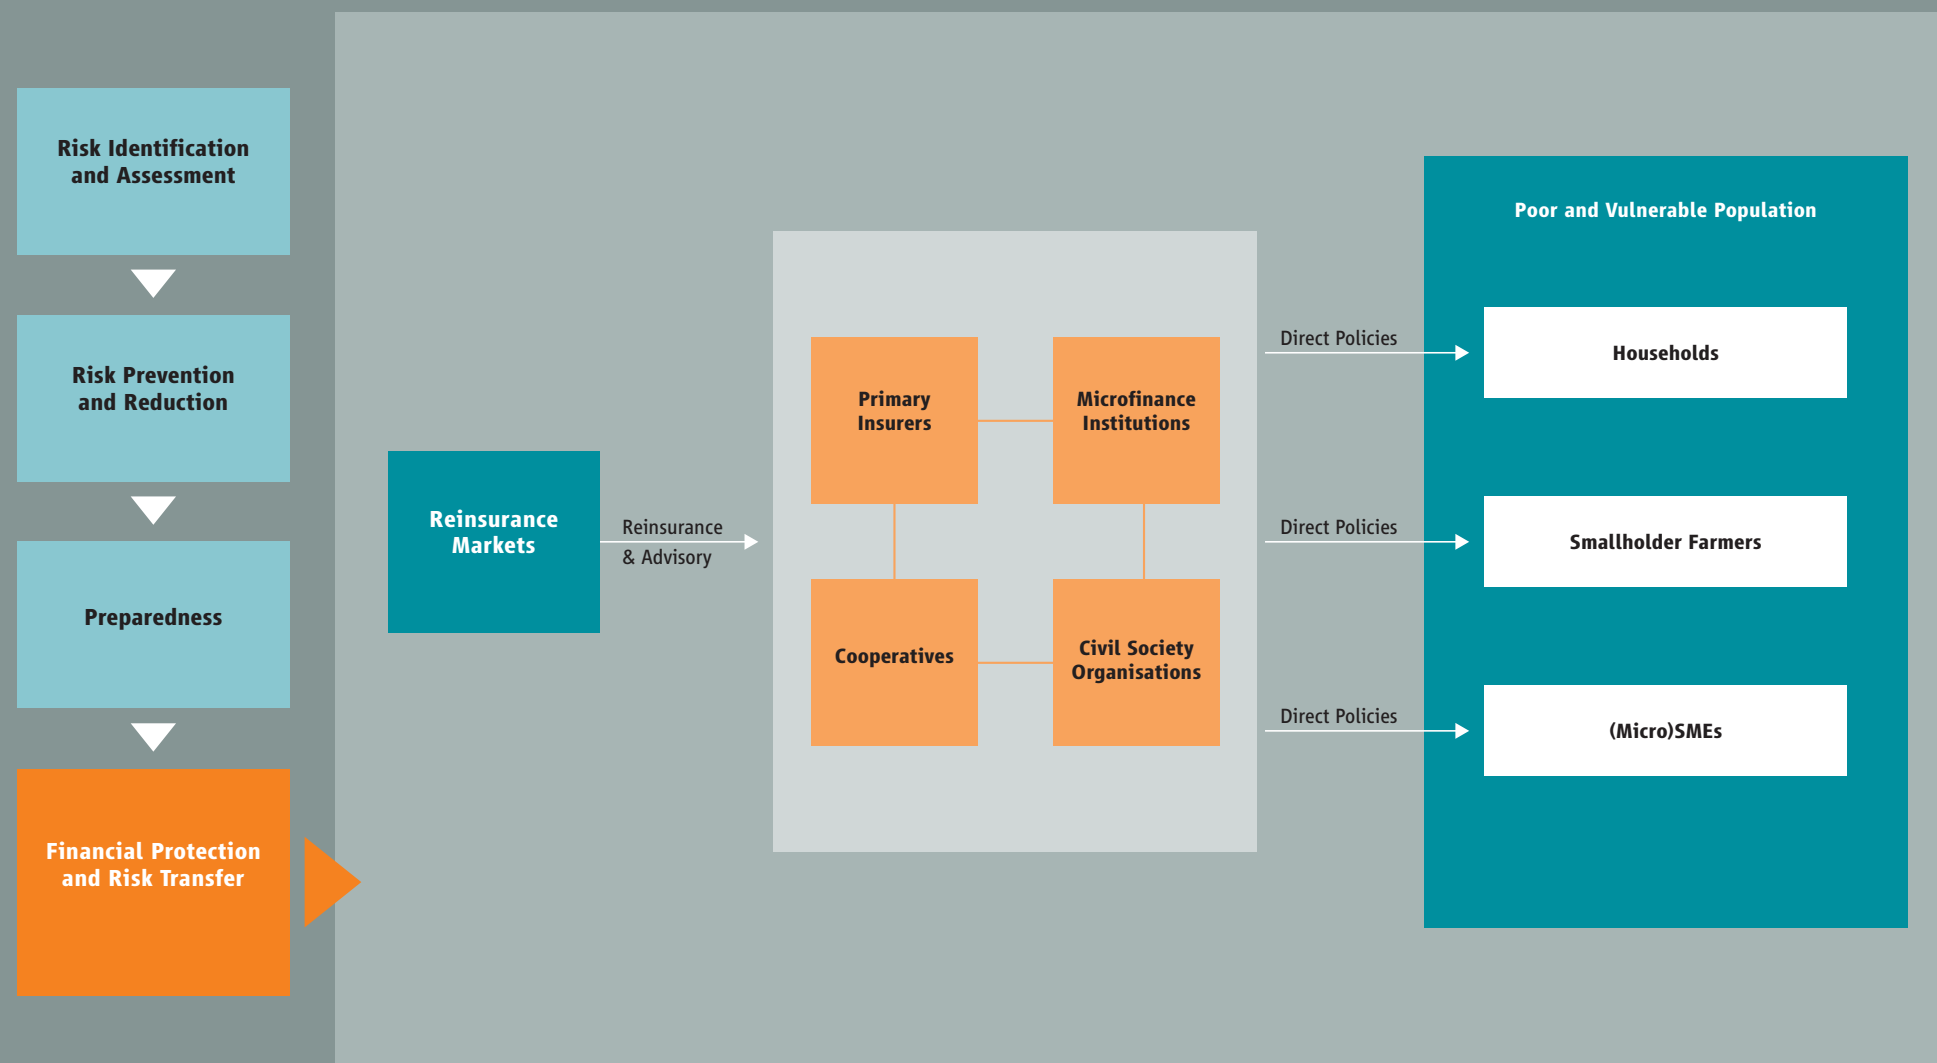 Risk Identification
and Assessment
Risk Prevention
and Reduction
Preparedness
Financial Protection
and Risk Transfer
Reinsurance
Markets
Reinsurance
& Advisory
Primary
Insurers
Microfinance
Institutions
Cooperatives
Civil Society
Organisations
Direct Policies
Direct Policies
Direct Policies
Poor and Vulnerable Population
Households
Smallholder Farmers
(Micro)SMEs